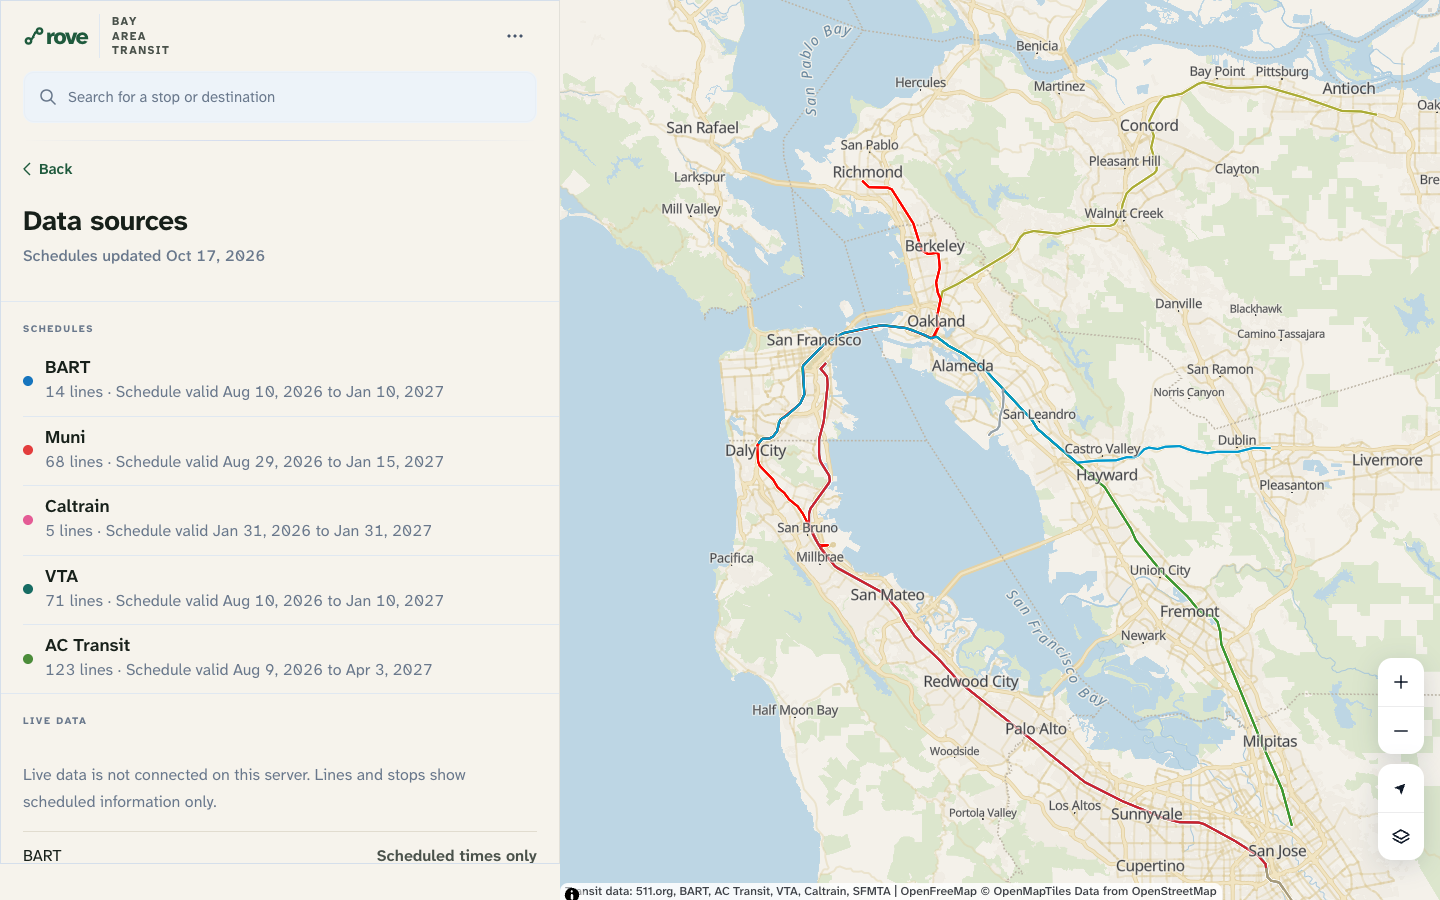 rove
BAY
AREA
TRANSIT
Search for a stop or destination
Back
Data sources
Schedules updated Oct 17, 2026
SCHEDULES
BART
14 lines · Schedule valid Aug 10, 2026 to Jan 10, 2027
Muni
68 lines · Schedule valid Aug 29, 2026 to Jan 15, 2027
Caltrain
5 lines · Schedule valid Jan 31, 2026 to Jan 31, 2027
VTA
71 lines · Schedule valid Aug 10, 2026 to Jan 10, 2027
AC Transit
123 lines · Schedule valid Aug 9, 2026 to Apr 3, 2027
LIVE DATA
Live data is not connected on this server. Lines and stops show
scheduled information only.
BART Scheduled times only
San Pablo Bay
Benicia
Hercules
Martinez
Bay Point
Pittsburg
Antioch
Oak
San Rafael
Concord
San Pablo
Pleasant Hill
Clayton
Richmond
Larkspur
Bre
Mill Valley
Walnut Creek
Berkeley
Danville
Blackhawk
Oakland
Camino Tassajara
San Francisco
Alameda
San Ramon
Norris Canyon
San Leandro
Dublin
Daly City
Castro Valley
Livermore
Hayward
Pleasanton
San Bruno
Pacifica
Millbrae
Union City
San Mateo
San Francisco Bay
Fremont
Newark
Redwood City
Half Moon Bay
Palo Alto
Milpitas
Woodside
Los Altos
Portola Valley
Sunnyvale
San Jose
Cupertino
nsit data: 511.org, BART, AC Transit, VTA, Caltrain, SFMTA | OpenFreeMap © OpenMapTiles Data from OpenStreetMap